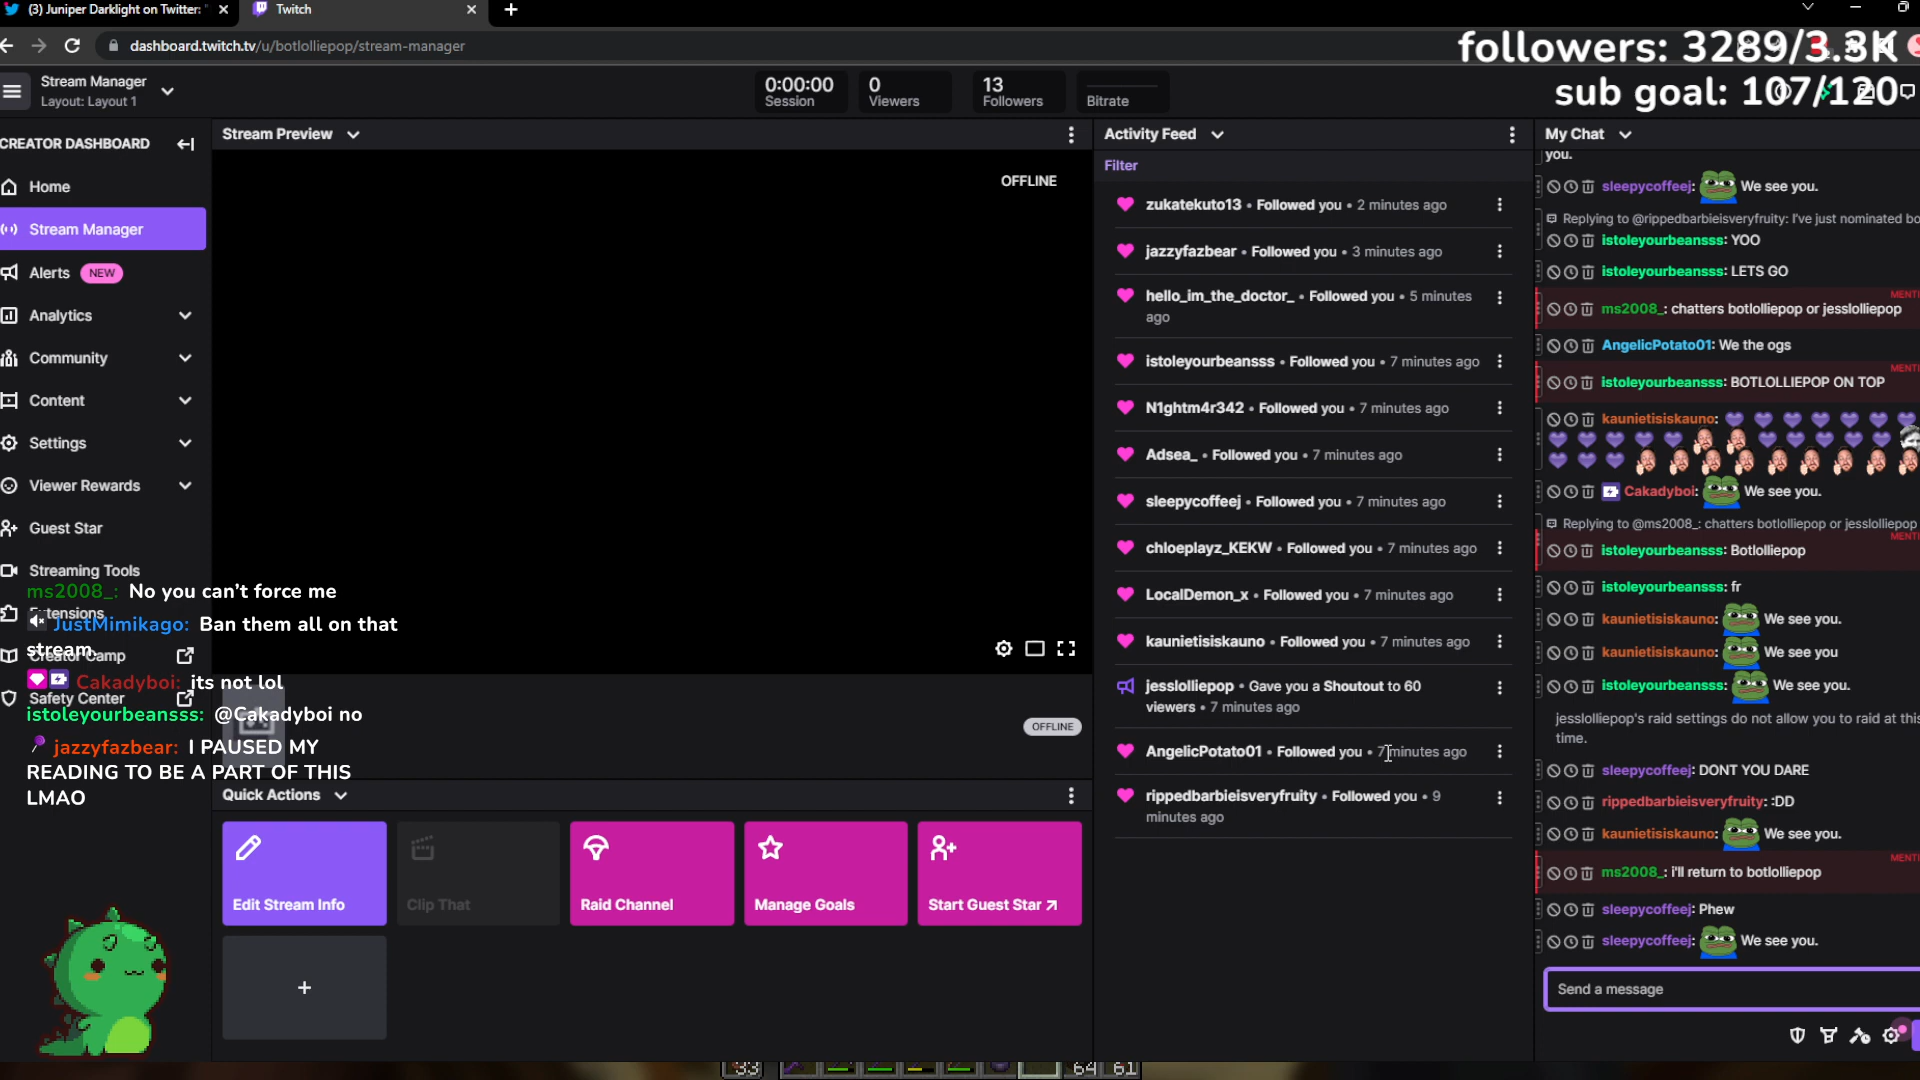 (3) Juniper Darklight on Twitter: "
Twitch
dashboard.twitch.tv/u/botlolliepop/stream-manager
followers: 3289/3.3K
sub goal: 107/120
Stream Manager
Layout: Layout 1
0:00:00
Session
0
Viewers
13
Followers
Bitrate
CREATOR DASHBOARD
Home
Stream Manager
Alerts NEW
Analytics
Community
Content
Settings
Viewer Rewards
Guest Star
Streaming Tools
Extensions
Creator Camp
Safety Center
ms2008_: No you can't force me
JustMimikago: Ban them all on that
stream.
Cakadyboi: its not lol
istoleyourbeansss: @Cakadyboi no
jazzyfazbear: I PAUSED MY
READING TO BE A PART OF THIS
LMAO
Stream Preview
OFFLINE
OFFLINE
Quick Actions
Edit Stream Info
Clip That
Raid Channel
Manage Goals
Start Guest Star
Activity Feed
Filter
zukatekuto13 • Followed you • 2 minutes ago
jazzyfazbear • Followed you • 3 minutes ago
hello_im_the_doctor_ • Followed you • 5 minutes
ago
istoleyourbeansss • Followed you • 7 minutes ago
N1ghtm4r342 • Followed you • 7 minutes ago
Adsea_ • Followed you • 7 minutes ago
sleepycoffeej • Followed you • 7 minutes ago
chloeplayz_KEKW • Followed you • 7 minutes ago
LocalDemon_x • Followed you • 7 minutes ago
kaunietisiskauno • Followed you • 7 minutes ago
jesslolliepop • Gave you a Shoutout to 60
viewers • 7 minutes ago
AngelicPotato01 • Followed you • 7 minutes ago
rippedbarbieisveryfruity • Followed you • 9
minutes ago
My Chat
you.
sleepycoffeej: We see you.
Replying to @rippedbarbieisveryfruity: I've just nominated bo
istoleyourbeansss: YOO
istoleyourbeansss: LETS GO
MENTI
ms2008_: chatters botlolliepop or jesslolliepop
AngelicPotato01: We the ogs
MENTI
istoleyourbeansss: BOTLOLLIEPOP ON TOP
kaunietisiskauno:
Cakadyboi: We see you.
Replying to @ms2008_: chatters botlolliepop or jesslolliepop
MENTI
istoleyourbeansss: Botlolliepop
istoleyourbeansss: fr
kaunietisiskauno: We see you.
kaunietisiskauno: We see you
istoleyourbeansss: We see you.
jesslolliepop's raid settings do not allow you to raid at this
time.
sleepycoffeej: DONT YOU DARE
rippedbarbieisveryfruity: :DD
kaunietisiskauno: We see you.
MENTI
ms2008_: i'll return to botlolliepop
sleepycoffeej: Phew
sleepycoffeej: We see you.
Send a message
33
64 61